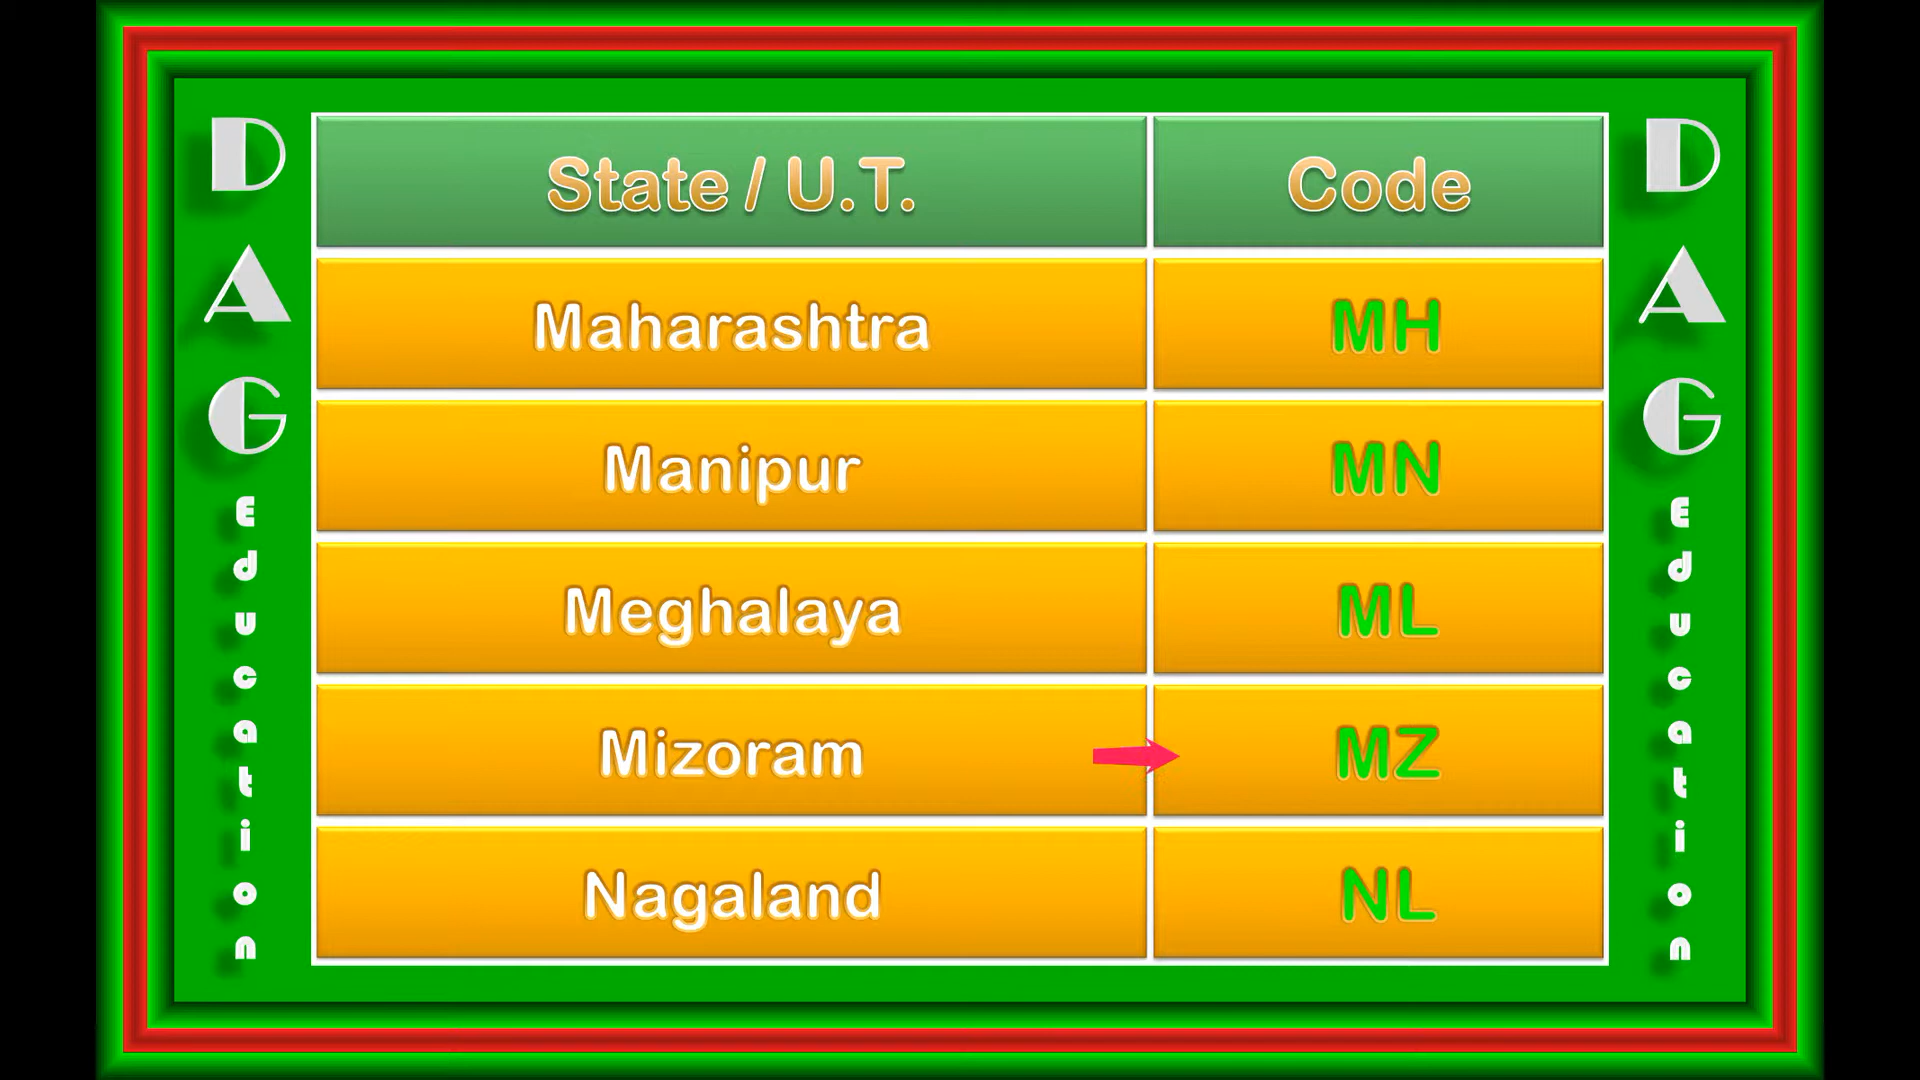 DAG Education
State / U.T. Code
Maharashtra MH
Manipur MN
Meghalaya ML
Mizoram MZ
Nagaland NL
DAG Education